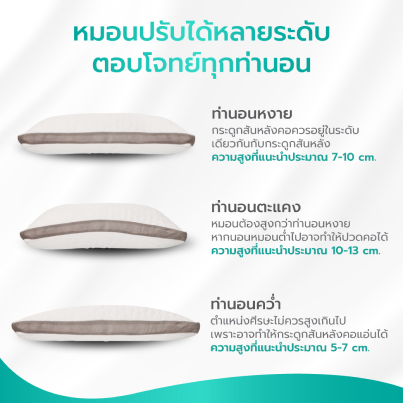 หมอนปรับได้หลายระดับ
ตอบโจทย์ทุกท่านอน
ท่านอนหงาย
กระดูกสันหลังคอควรอยู่ในระดับ
เดียวกันกับกระดูกสันหลัง
ความสูงที่แนะนำประมาณ 7-10 cm.
ท่านอนตะแคง
หมอนต้องสูงกว่าท่านอนหงาย
หากนอนหมอนต่ำไปอาจทำให้ปวดคอได้
ความสูงที่แนะนำประมาณ 10-13 cm.
ท่านอนคว่ำ
ตำแหน่งศีรษะไม่ควรสูงเกินไป
เพราะอาจทำให้กระดูกสันหลังคอแอ่นได้
ความสูงที่แนะนำประมาณ 5-7 cm.